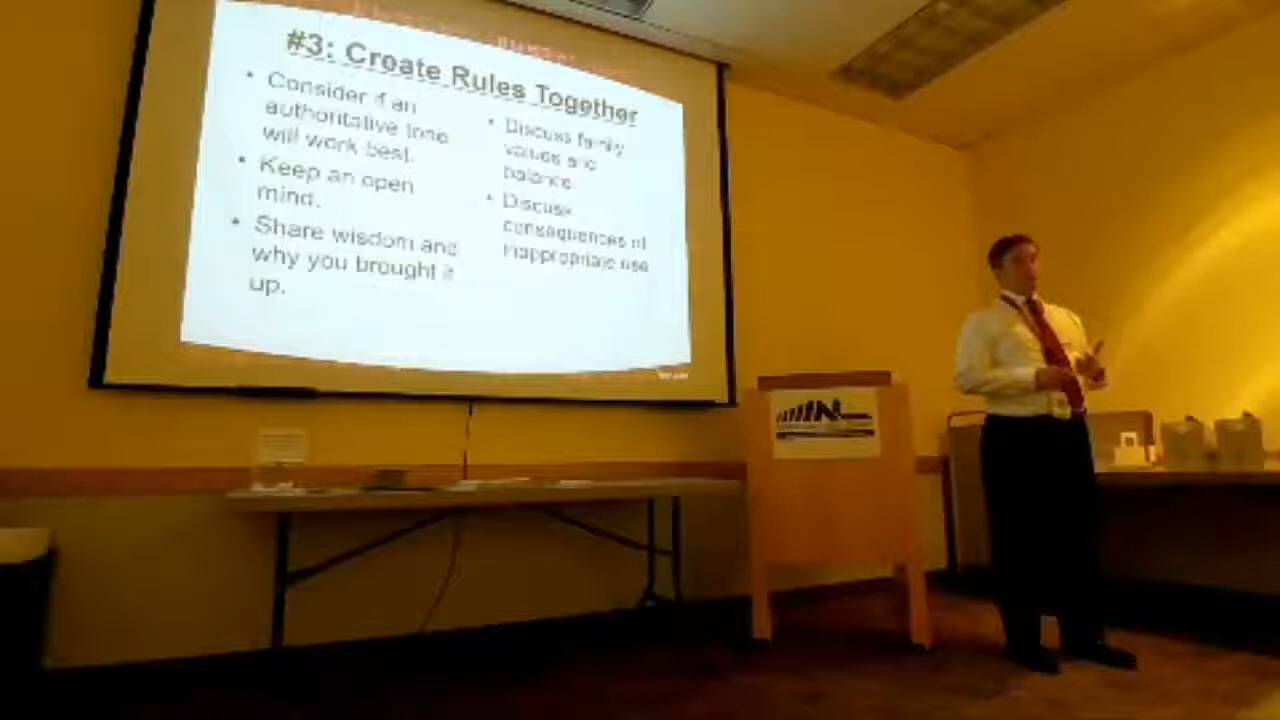 #3: Create Rules Together
• Consider if an
authoritative tone
will work best.
• Keep an open
mind.
• Share wisdom and
why you brought it
up.
• Discuss family
values and
balance.
• Discuss
consequences of
inappropriate use